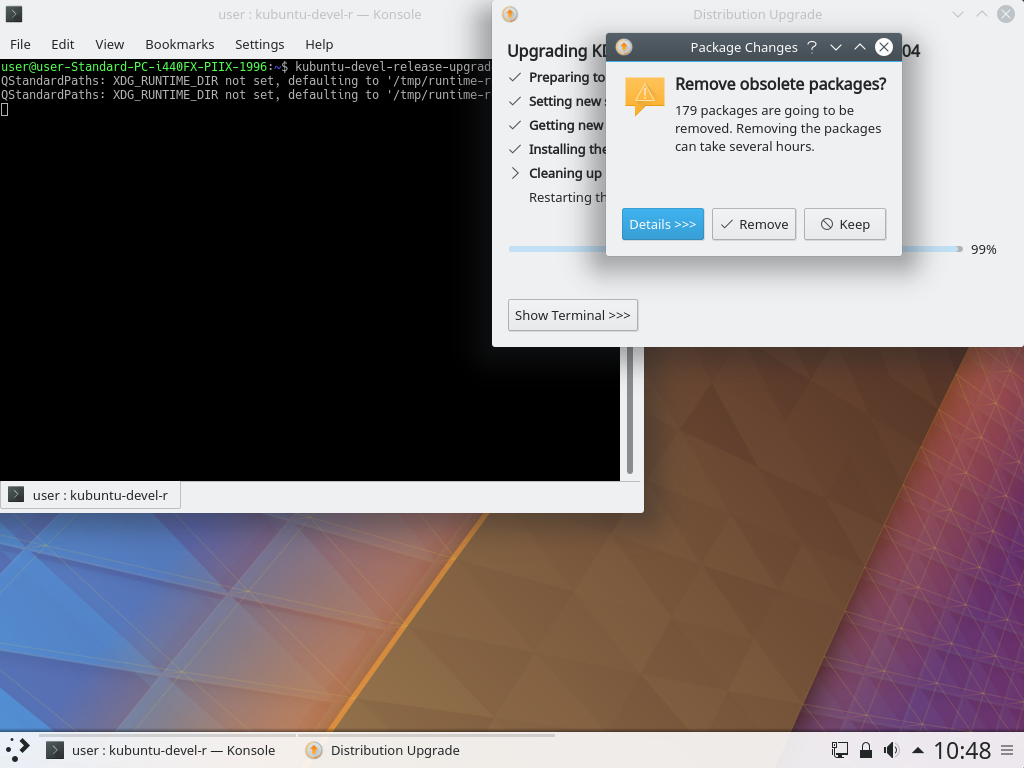 user : kubuntu-devel-r — Konsole
File Edit View Bookmarks Settings Help
user@user-Standard-PC-i440FX-PIIX-1996:~$ kubuntu-devel-release-upgrad
QStandardPaths: XDG_RUNTIME_DIR not set, defaulting to '/tmp/runtime-r
QStandardPaths: XDG_RUNTIME_DIR not set, defaulting to '/tmp/runtime-r
user : kubuntu-devel-r
Distribution Upgrade
Upgrading 04
Preparing to
Setting new
Getting new
Installing the
Cleaning up
Restarting th
99%
Show Terminal >>>
Package Changes
Remove obsolete packages?
179 packages are going to be
removed. Removing the packages
can take several hours.
Details >>> Remove Keep
user : kubuntu-devel-r — Konsole
Distribution Upgrade
10:48